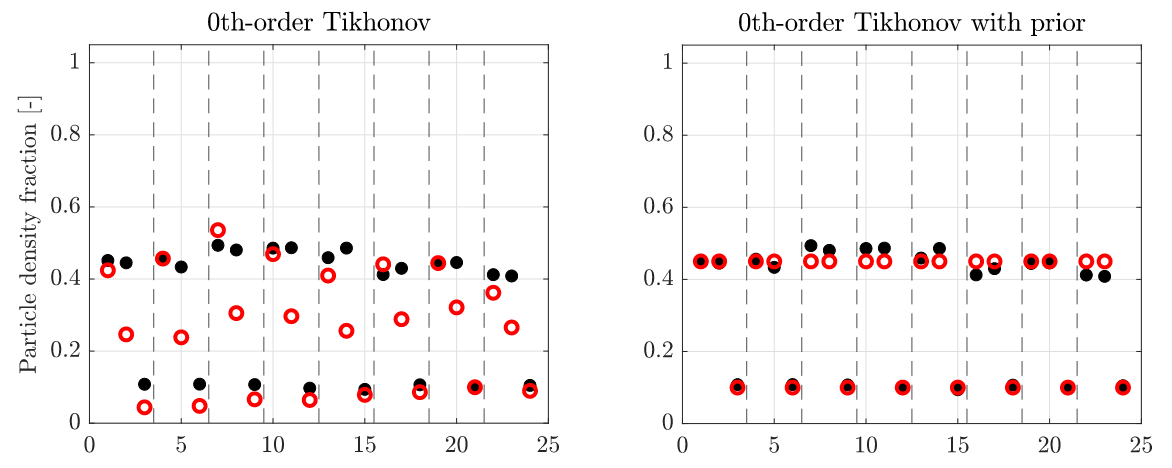 0th-order Tikhonov
Particle density fraction [-]
1
0.8
0.6
0.4
0.2
0
0 5 10 15 20 25
0th-order Tikhonov with prior
1
0.8
0.6
0.4
0.2
0
0 5 10 15 20 25